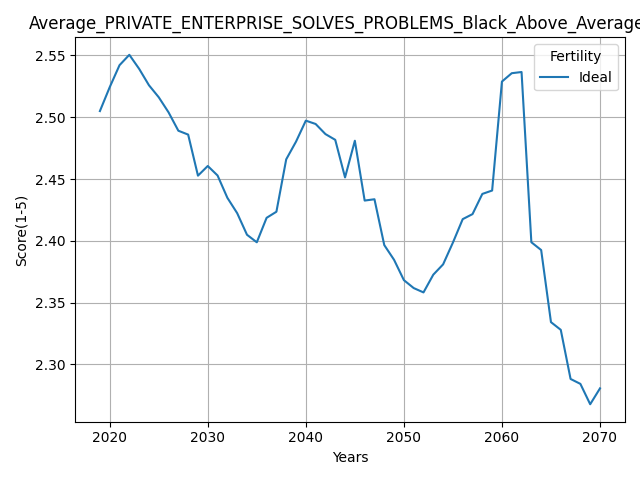 Average_PRIVATE_ENTERPRISE_SOLVES_PROBLEMS_Black_Above_Average
Fertility
Ideal
Score(1-5)
2.55
2.50
2.45
2.40
2.35
2.30
2020 2030 2040 2050 2060 2070
Years